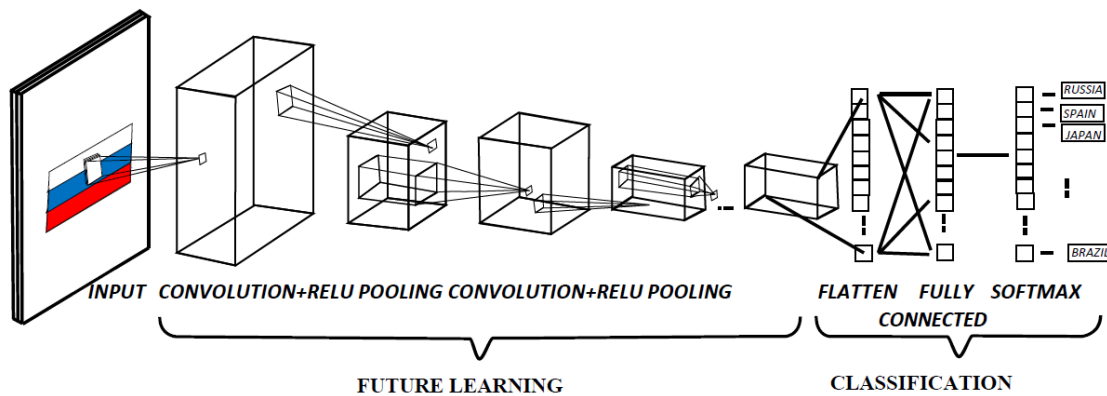 RUSSIA
SPAIN
JAPAN
BRAZIL
INPUT CONVOLUTION+RELU POOLING CONVOLUTION+RELU POOLING FLATTEN FULLY SOFTMAX
CONNECTED
FUTURE LEARNING CLASSIFICATION